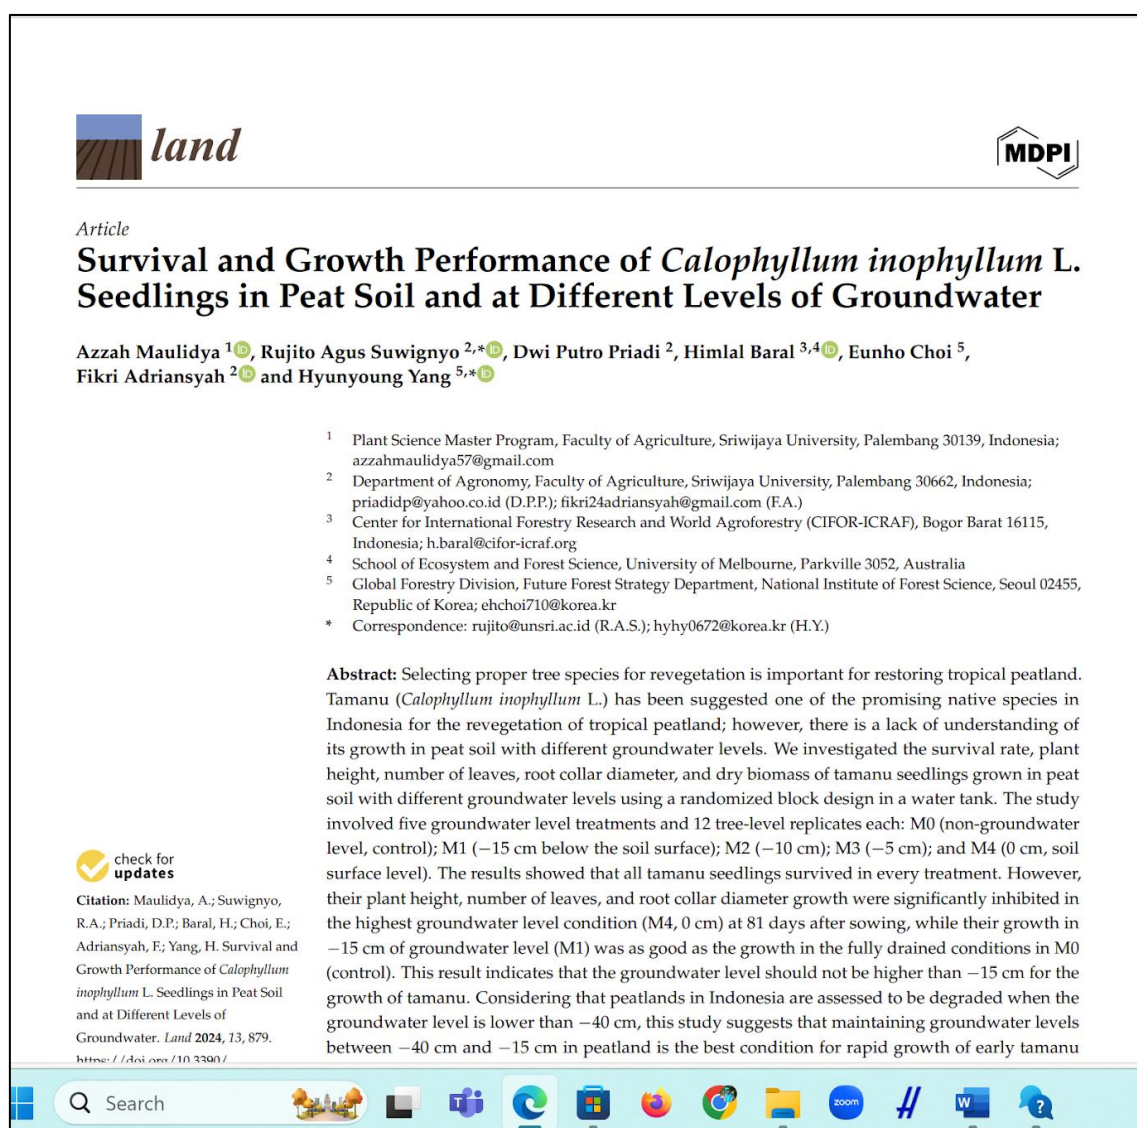 land
MDPI
Article
Survival and Growth Performance of Calophyllum inophyllum L.
Seedlings in Peat Soil and at Different Levels of Groundwater
Azzah Maulidya 1 iD, Rujito Agus Suwignyo 2,* iD, Dwi Putro Priadi 2, Himlal Baral 3,4 iD, Eunho Choi 5,
Fikri Adriansyah 2 iD and Hyunyoung Yang 5,* iD
1 Plant Science Master Program, Faculty of Agriculture, Sriwijaya University, Palembang 30139, Indonesia;
azzahmaulidya57@gmail.com
2 Department of Agronomy, Faculty of Agriculture, Sriwijaya University, Palembang 30662, Indonesia;
priadidp@yahoo.co.id (D.P.P.); fikri24adriansyah@gmail.com (F.A.)
3 Center for International Forestry Research and World Agroforestry (CIFOR-ICRAF), Bogor Barat 16115,
Indonesia; h.baral@cifor-icraf.org
4 School of Ecosystem and Forest Science, University of Melbourne, Parkville 3052, Australia
5 Global Forestry Division, Future Forest Strategy Department, National Institute of Forest Science, Seoul 02455,
Republic of Korea; ehchoi710@korea.kr
* Correspondence: rujito@unsri.ac.id (R.A.S.); hyhy0672@korea.kr (H.Y.)
Abstract: Selecting proper tree species for revegetation is important for restoring tropical peatland.
Tamanu (Calophyllum inophyllum L.) has been suggested one of the promising native species in
Indonesia for the revegetation of tropical peatland; however, there is a lack of understanding of
its growth in peat soil with different groundwater levels. We investigated the survival rate, plant
height, number of leaves, root collar diameter, and dry biomass of tamanu seedlings grown in peat
soil with different groundwater levels using a randomized block design in a water tank. The study
involved five groundwater level treatments and 12 tree-level replicates each: M0 (non-groundwater
level, control); M1 (−15 cm below the soil surface); M2 (−10 cm); M3 (−5 cm); and M4 (0 cm, soil
surface level). The results showed that all tamanu seedlings survived in every treatment. However,
their plant height, number of leaves, and root collar diameter growth were significantly inhibited in
the highest groundwater level condition (M4, 0 cm) at 81 days after sowing, while their growth in
−15 cm of groundwater level (M1) was as good as the growth in the fully drained conditions in M0
(control). This result indicates that the groundwater level should not be higher than −15 cm for the
growth of tamanu. Considering that peatlands in Indonesia are assessed to be degraded when the
groundwater level is lower than −40 cm, this study suggests that maintaining groundwater levels
between −40 cm and −15 cm in peatland is the best condition for rapid growth of early tamanu
check for
updates
Citation: Maulidya, A.; Suwignyo,
R.A.; Priadi, D.P.; Baral, H.; Choi, E.;
Adriansyah, F.; Yang, H. Survival and
Growth Performance of Calophyllum
inophyllum L. Seedlings in Peat Soil
and at Different Levels of
Groundwater. Land 2024, 13, 879.
https://doi.org/10.3390/
Search
zoom
W